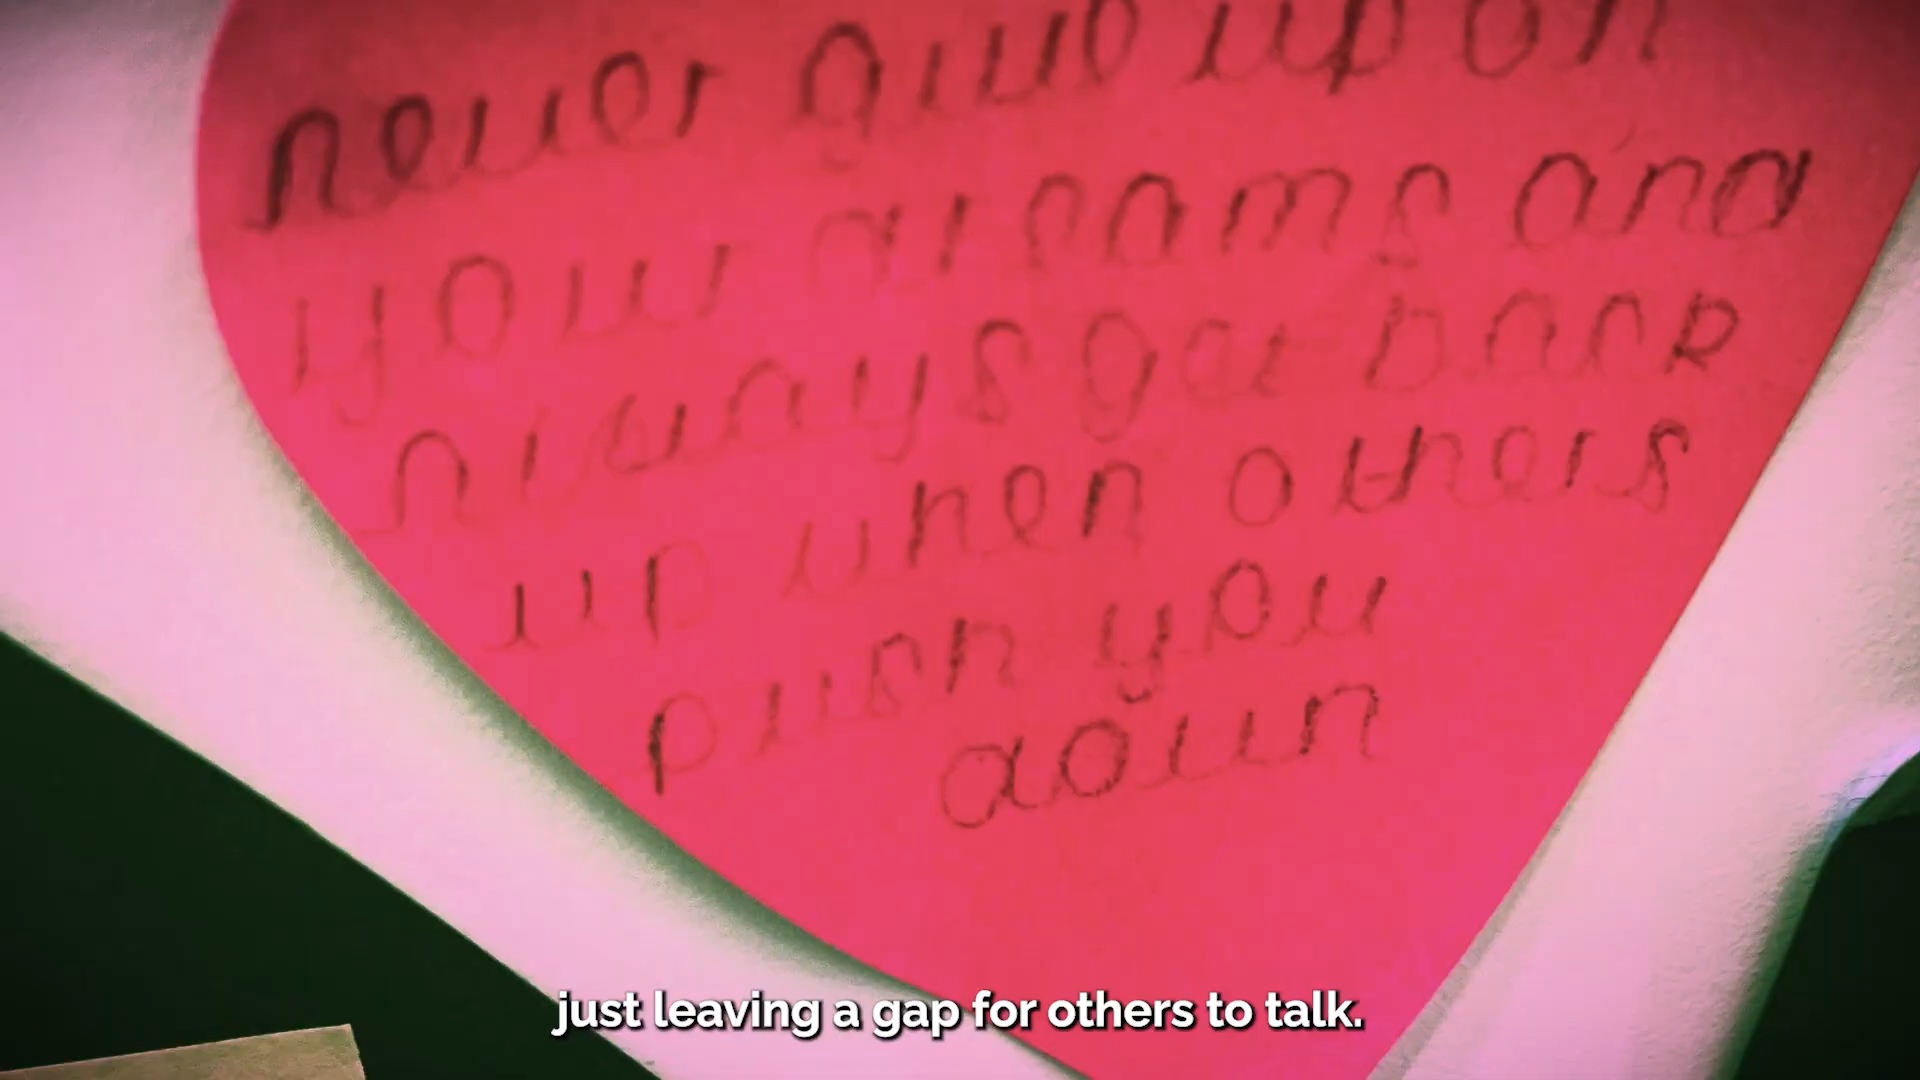 never give up on
your dreams and
always get back
up when others
push you
down
just leaving a gap for others to talk.